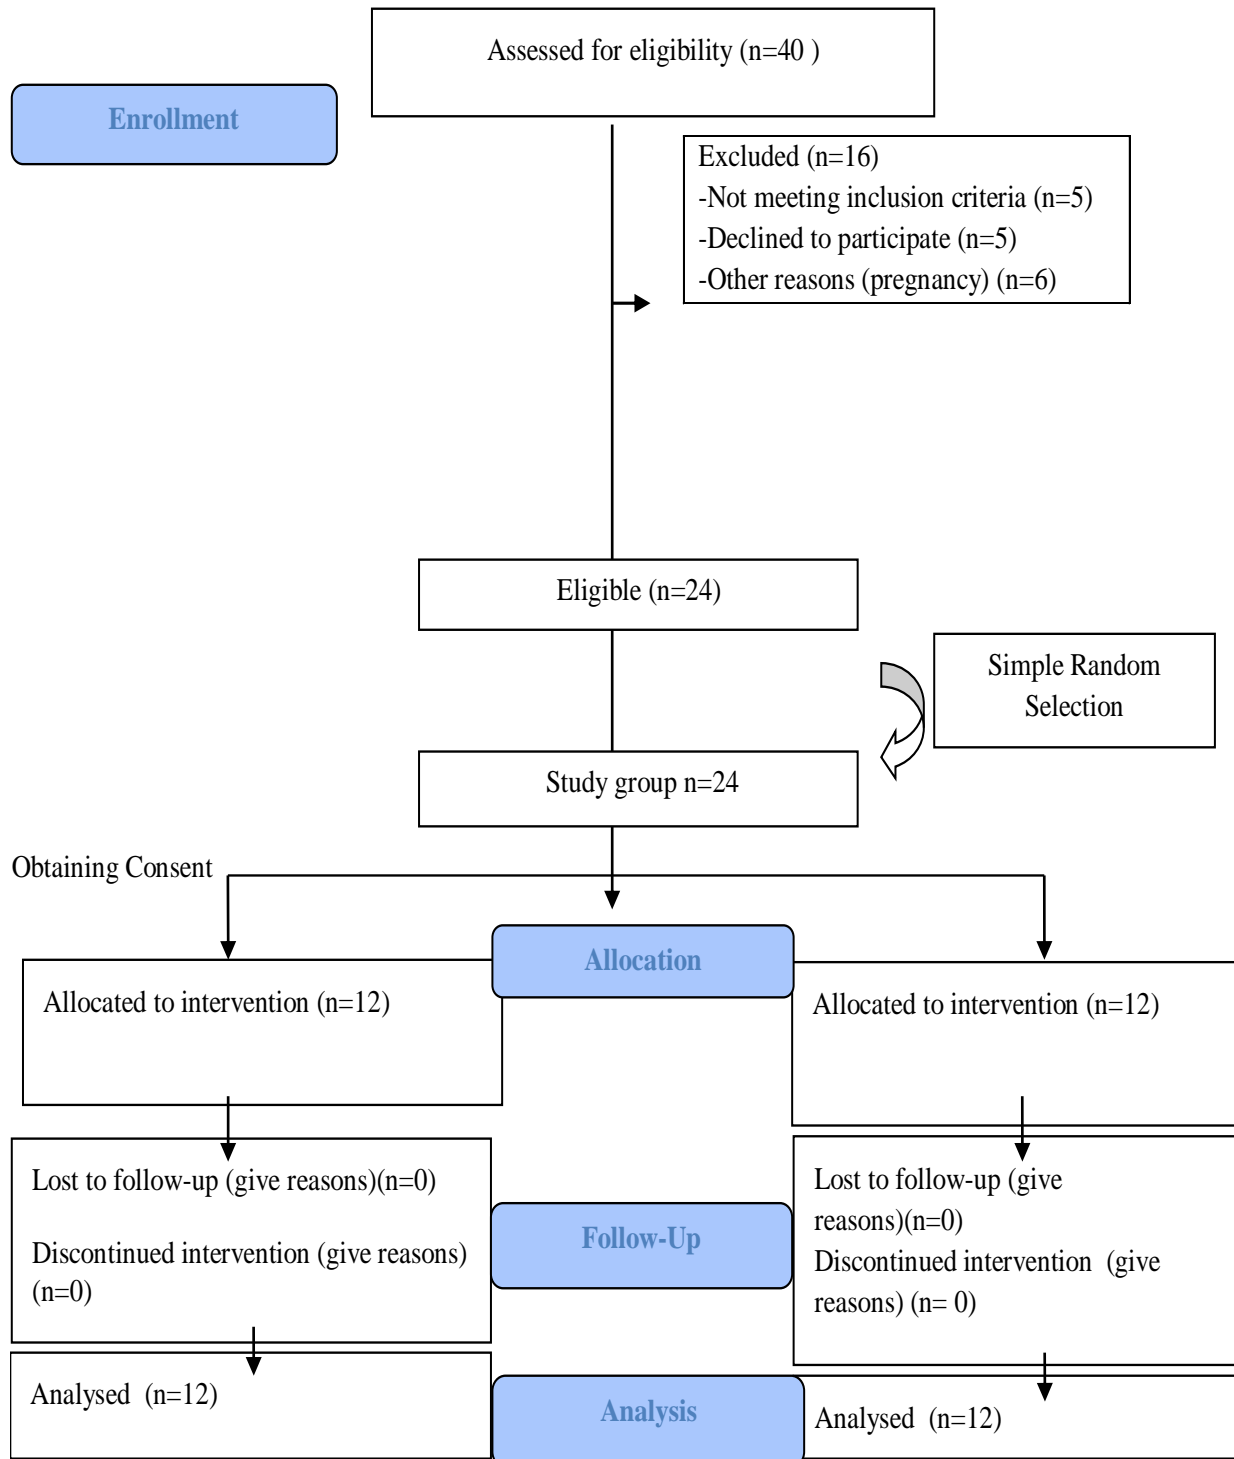 Assessed for eligibility (n=40 )
Enrollment
Excluded (n=16)
-Not meeting inclusion criteria (n=5)
-Declined to participate (n=5)
-Other reasons (pregnancy) (n=6)
Eligible (n=24)
Simple Random
Selection
Study group n=24
Obtaining Consent
Allocation
Allocated to intervention (n=12)
Allocated to intervention (n=12)
Lost to follow-up (give reasons)(n=0)
Discontinued intervention (give reasons)
(n=0)
Follow-Up
Lost to follow-up (give
reasons)(n=0)
Discontinued intervention  (give
reasons) (n= 0)
Analysed  (n=12)
Analysis
Analysed  (n=12)